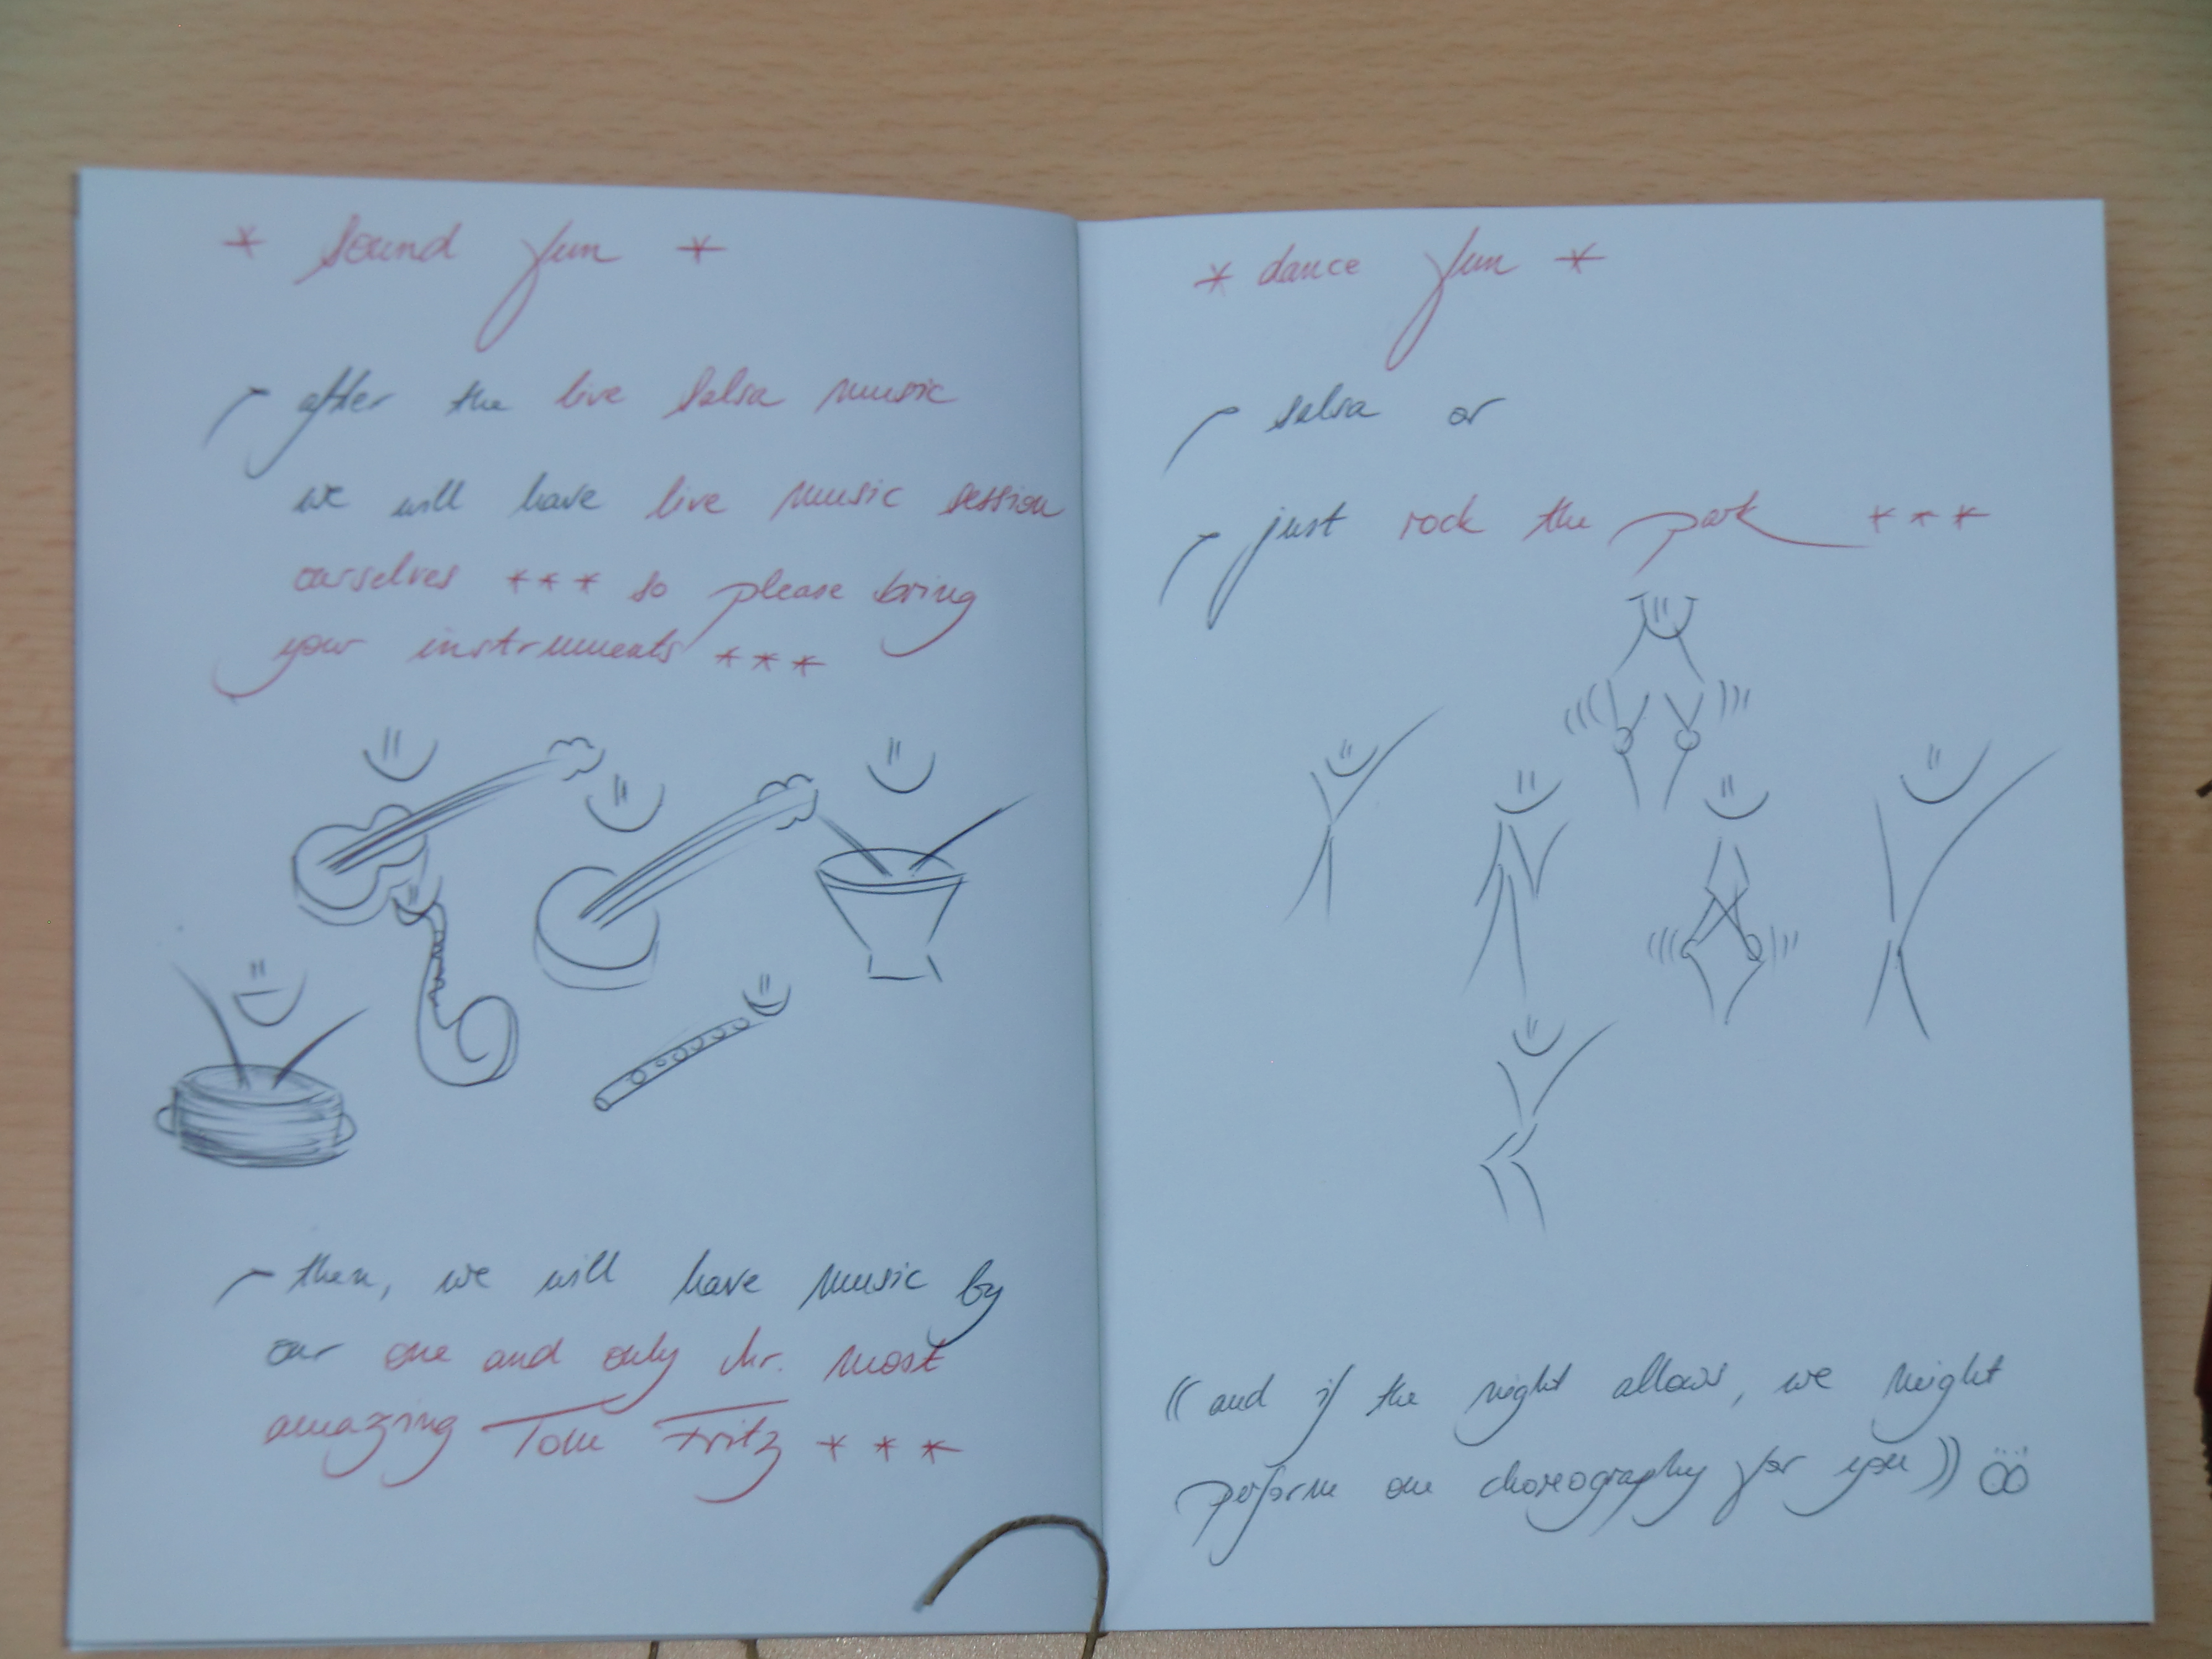 * sound fun *
after the live salsa music
we will have live music session
ourselves *** so please bring
your instruments ***
then, we will have music by
our one and only Mr. most
amazing Tom Fritz ***
* dance fun *
salsa or
just rock the park ***
((and if the night allows, we might
perform one choreography for you))